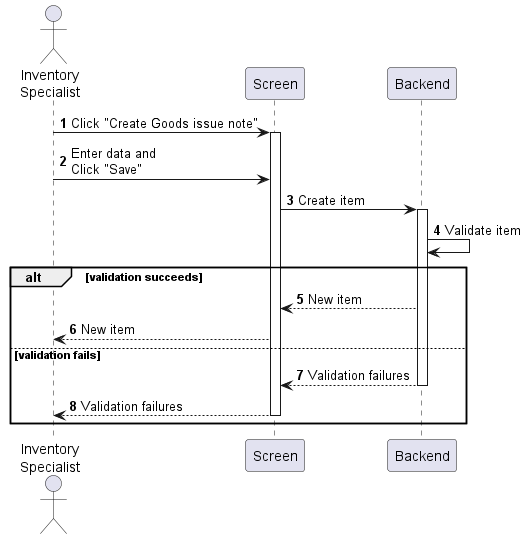 Inventory
Specialist
Screen
Backend
1 Click "Create Goods issue note"
2 Enter data and
Click "Save"
3 Create item
4 Validate item
alt [validation succeeds]
5 New item
6 New item
[validation fails]
7 Validation failures
8 Validation failures
Inventory
Specialist
Screen
Backend